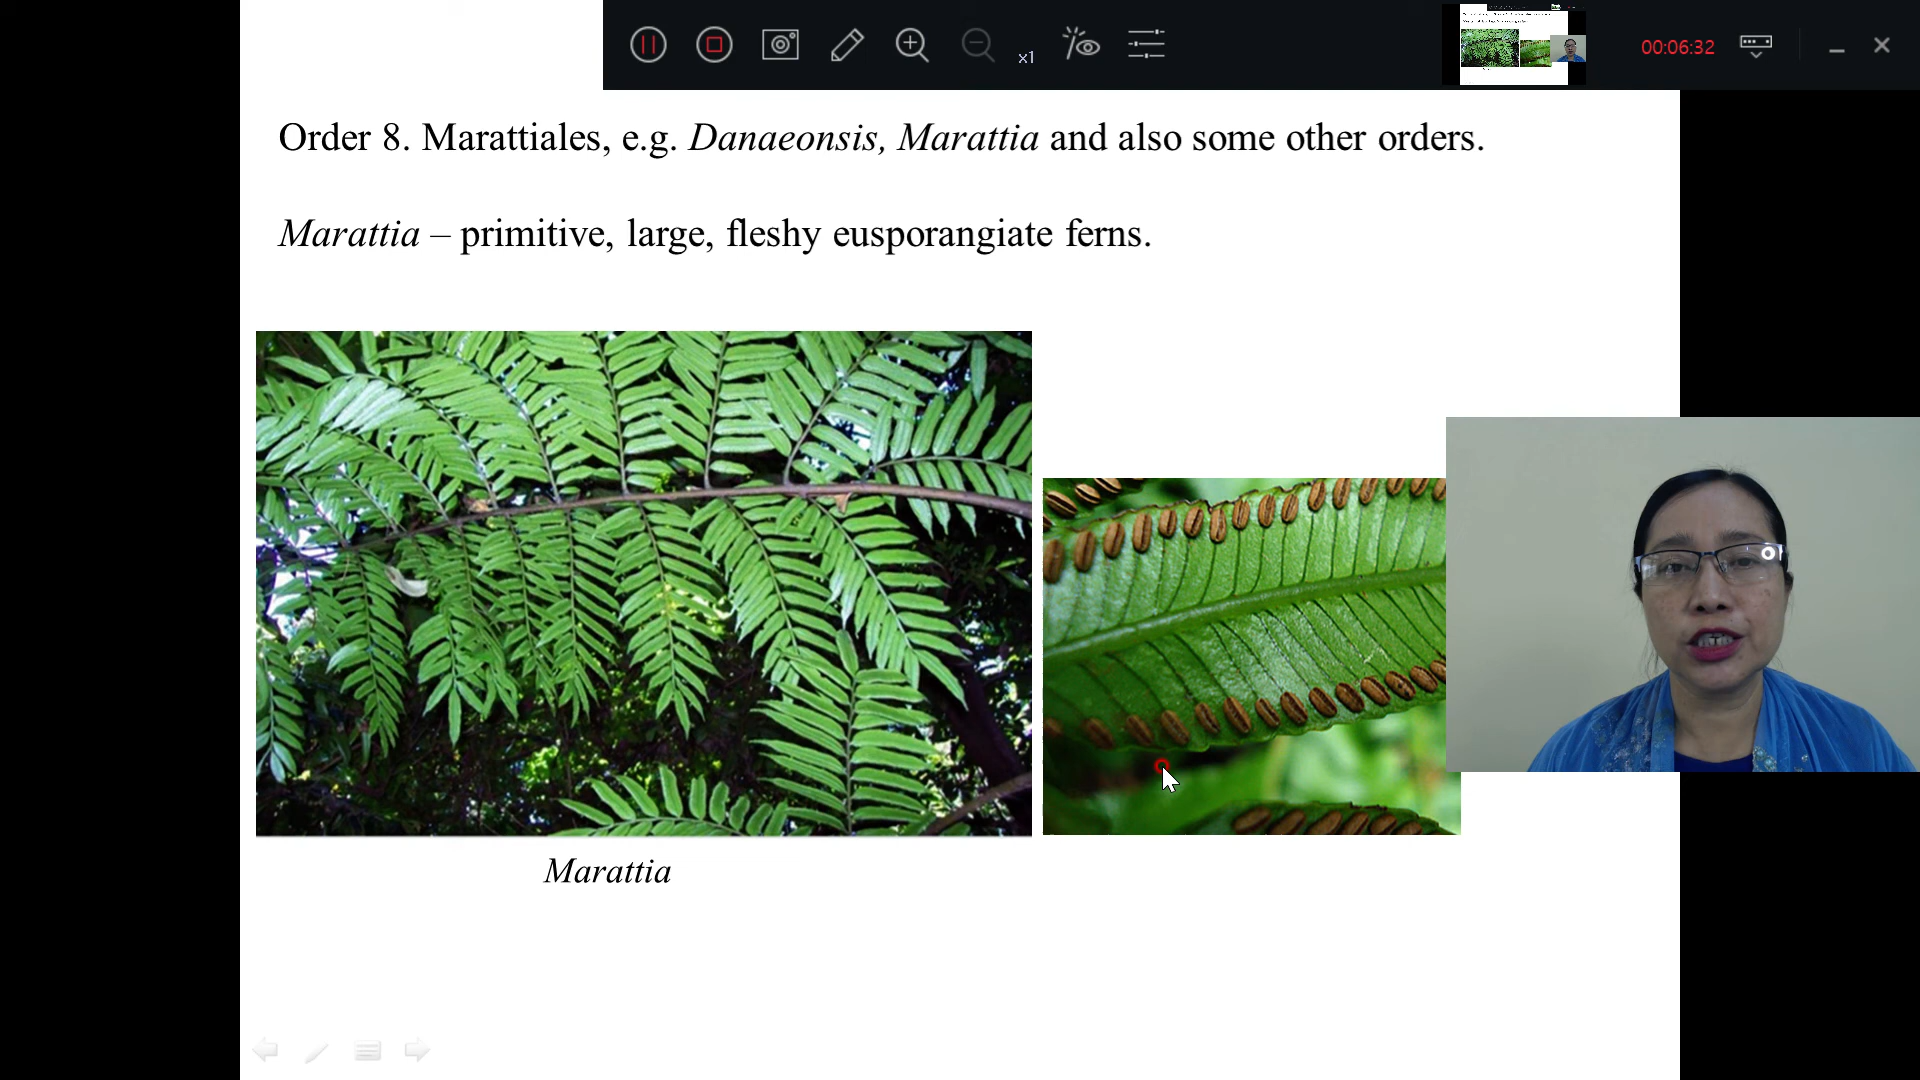 x1
00:06:32
Order 8. Marattiales, e.g. Danaeonsis, Marattia and also some other orders.
Marattia – primitive, large, fleshy eusporangiate ferns.
Marattia